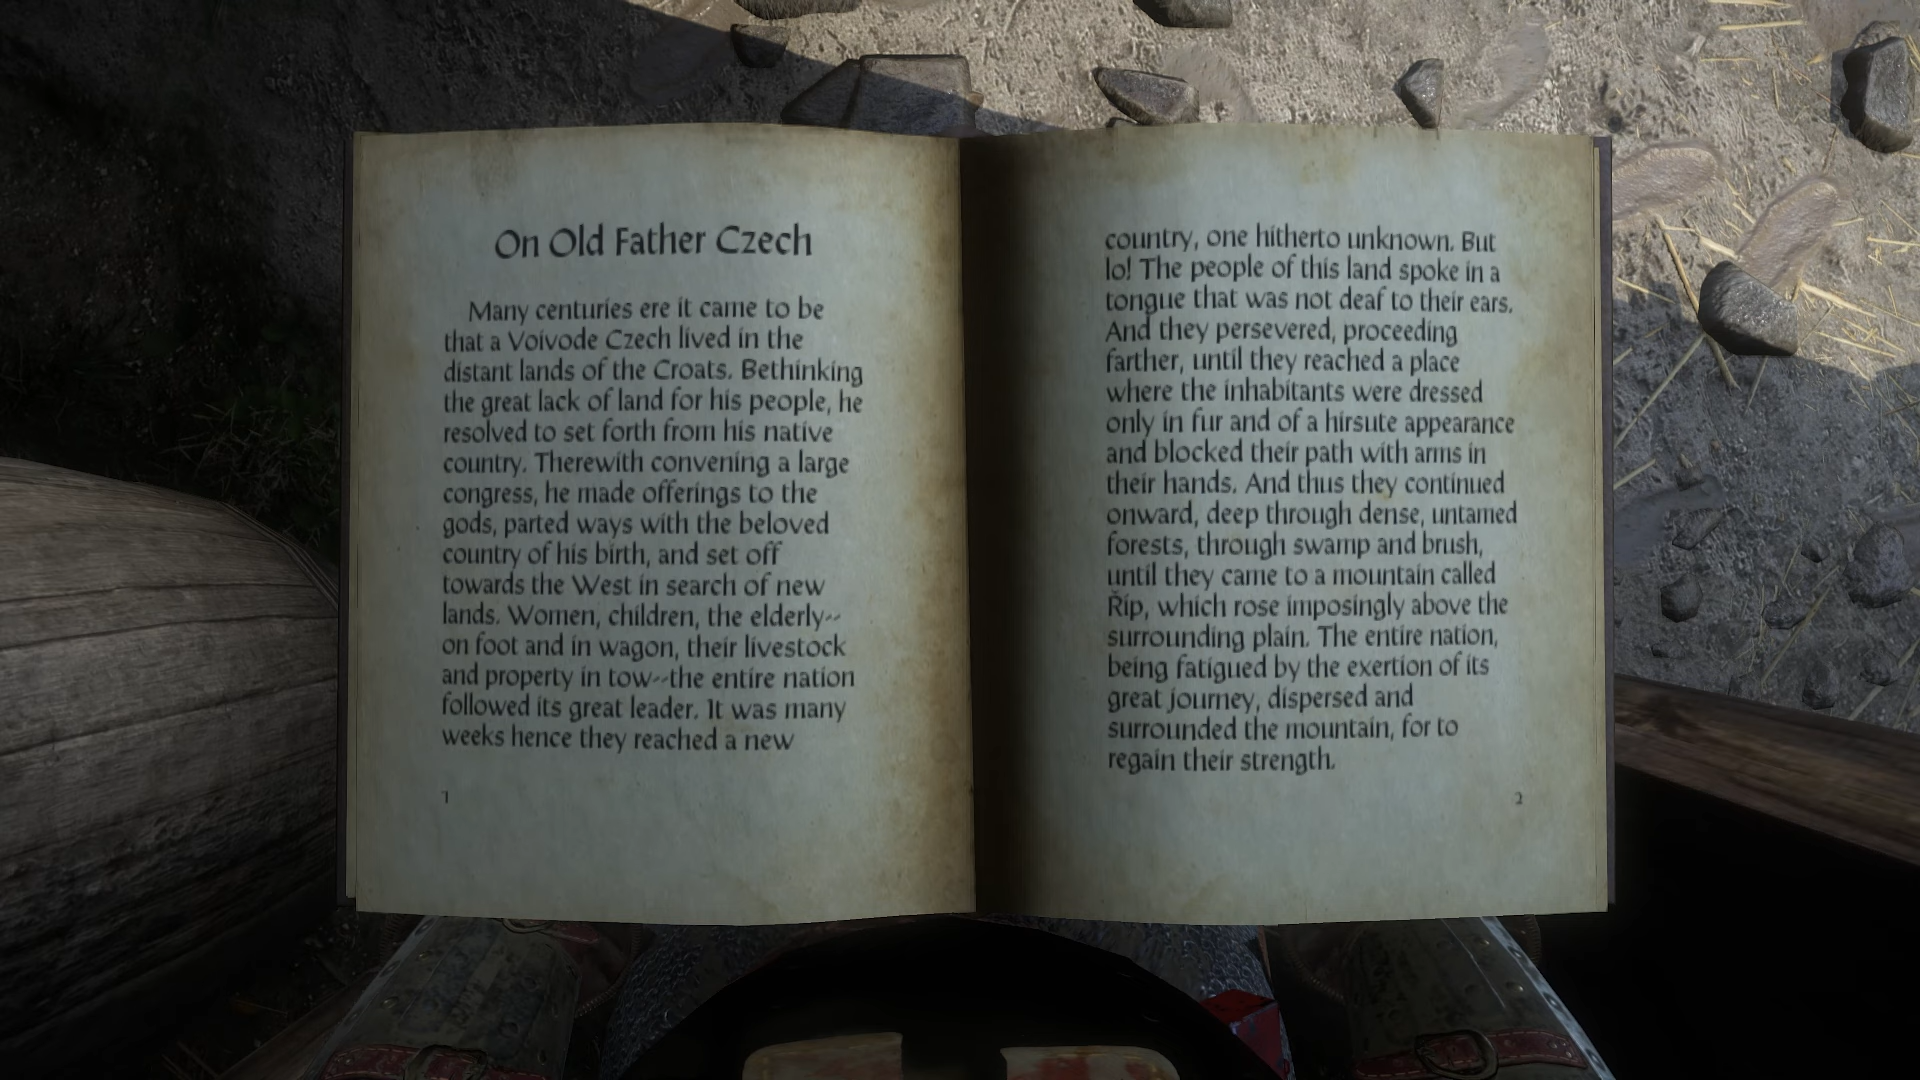 On Old Father Czech
Many centuries ere it came to be
that a Voivode Czech lived in the
distant lands of the Croats. Bethinking
the great lack of land for his people, he
resolved to set forth from his native
country. Therewith convening a large
congress, he made offerings to the
gods, parted ways with the beloved
country of his birth, and set off
towards the West in search of new
lands. Women, children, the elderly--
on foot and in wagon, their livestock
and property in tow--the entire nation
followed its great leader. It was many
weeks hence they reached a new
1
country, one hitherto unknown. But
lo! The people of this land spoke in a
tongue that was not deaf to their ears.
And they persevered, proceeding
farther, until they reached a place
where the inhabitants were dressed
only in fur and of a hirsute appearance
and blocked their path with arms in
their hands. And thus they continued
onward, deep through dense, untamed
forests, through swamp and brush,
until they came to a mountain called
Říp, which rose imposingly above the
surrounding plain. The entire nation,
being fatigued by the exertion of its
great journey, dispersed and
surrounded the mountain, for to
regain their strength.
2